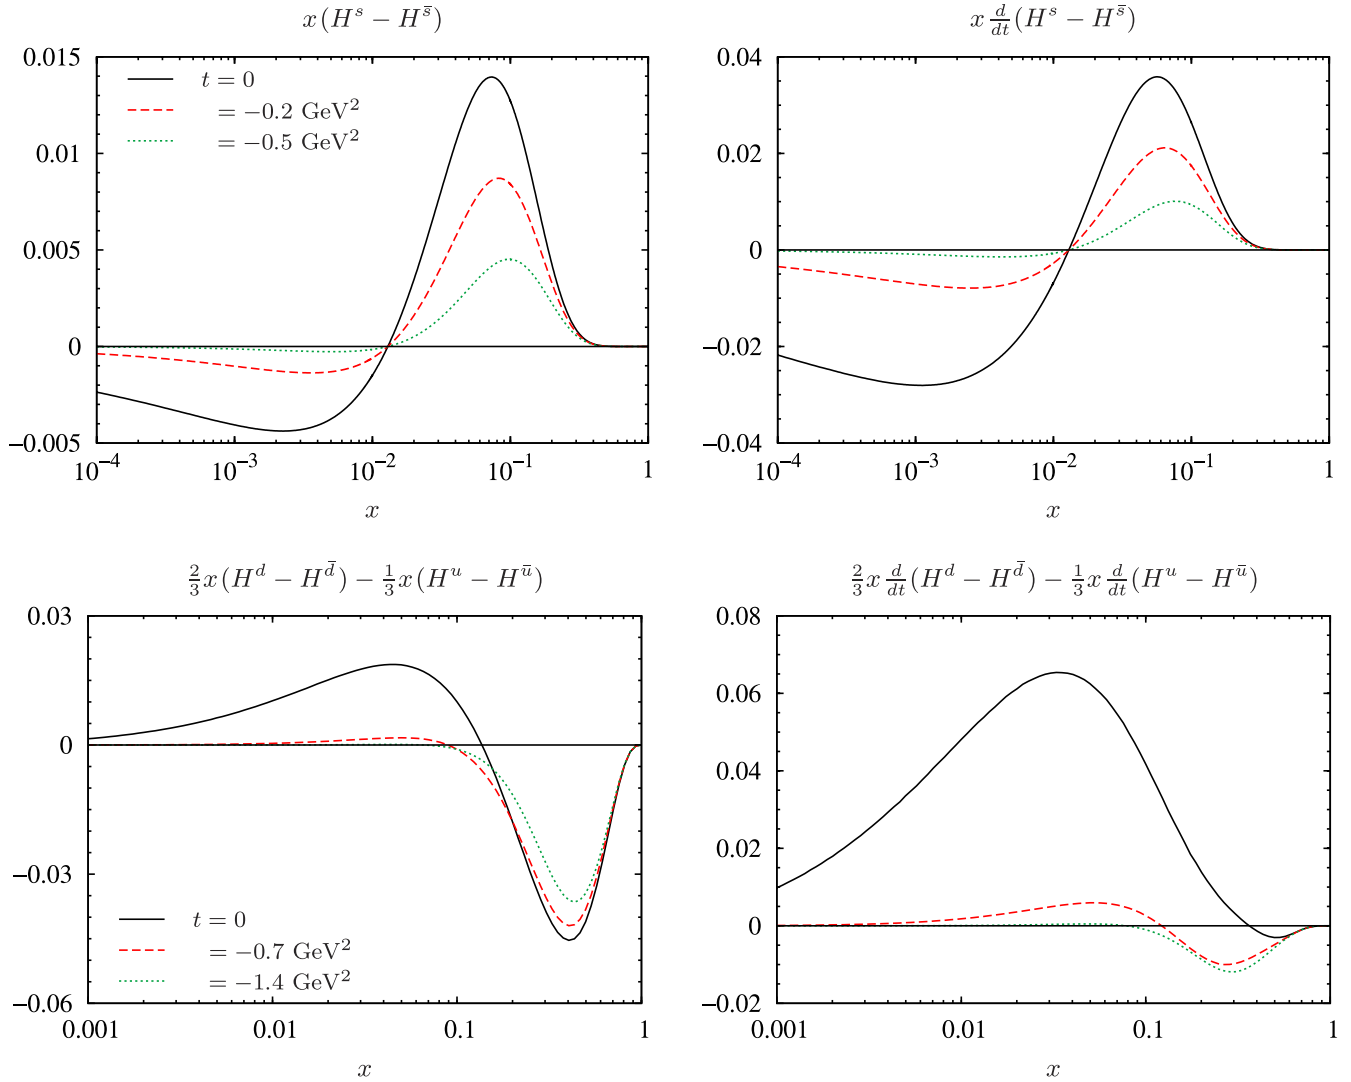 x(H^s − H^s̄)
0.015
0.01
0.005
0
−0.005
t = 0
= −0.2 GeV²
= −0.5 GeV²
10⁻⁴ 10⁻³ 10⁻² 10⁻¹ 1
x
x d/dt (H^s − H^s̄)
0.04
0.02
0
−0.02
−0.04
10⁻⁴ 10⁻³ 10⁻² 10⁻¹ 1
x
2/3 x(H^d − H^d̄) − 1/3 x(H^u − H^ū)
0.03
0
−0.03
−0.06
t = 0
= −0.7 GeV²
= −1.4 GeV²
0.001 0.01 0.1 1
x
2/3 x d/dt (H^d − H^d̄) − 1/3 x d/dt (H^u − H^ū)
0.08
0.06
0.04
0.02
0
−0.02
0.001 0.01 0.1 1
x